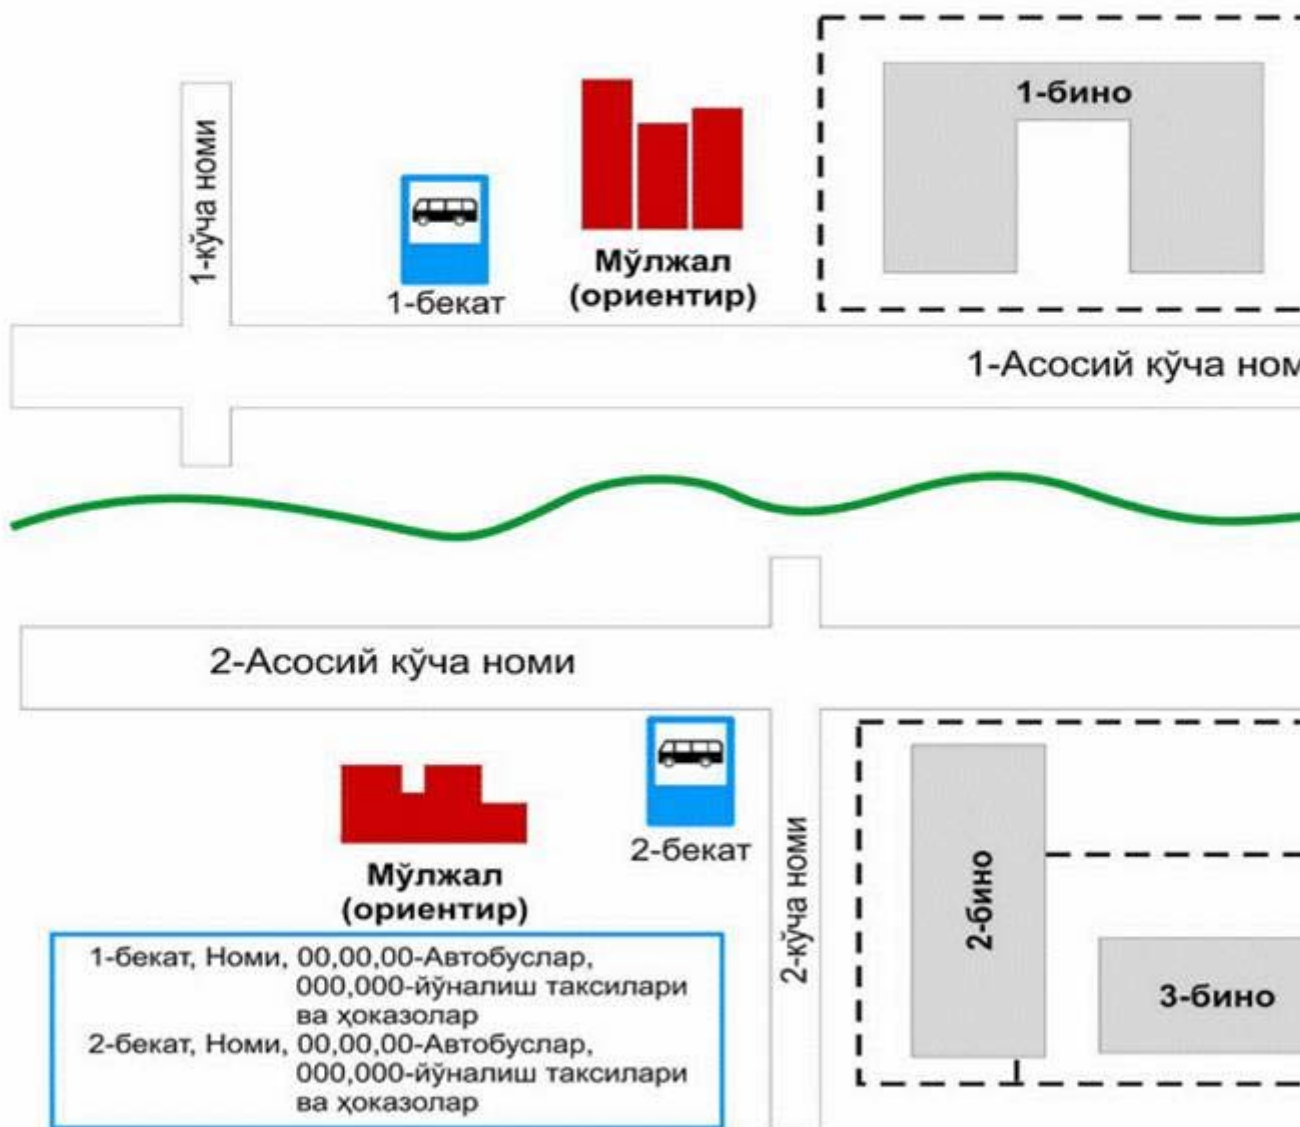 1-бино
1-кўча номи
Мўлжал
(ориентир)
1-бекат
1-Асосий кўча ном
2-Асосий кўча номи
2-бекат
Мўлжал
(ориентир)
2-кўча номи
2-бино
3-бино
1-бекат, Номи, 00,00,00-Автобуслар,
000,000-йўналиш таксилари
ва ҳоказолар
2-бекат, Номи, 00,00,00-Автобуслар,
000,000-йўналиш таксилари
ва ҳоказолар